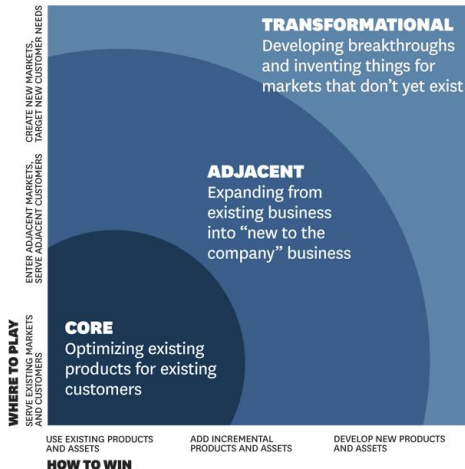 TRANSFORMATIONAL
Developing breakthroughs
and inventing things for
markets that don't yet exist
ADJACENT
Expanding from
existing business
into “new to the
company” business
CORE
Optimizing existing
products for existing
customers
WHERE TO PLAY
CREATE NEW MARKETS,
TARGET NEW CUSTOMER NEEDS
ENTER ADJACENT MARKETS,
SERVE ADJACENT CUSTOMERS
SERVE EXISTING MARKETS
AND CUSTOMERS
USE EXISTING PRODUCTS
AND ASSETS
ADD INCREMENTAL
PRODUCTS AND ASSETS
DEVELOP NEW PRODUCTS
AND ASSETS
HOW TO WIN